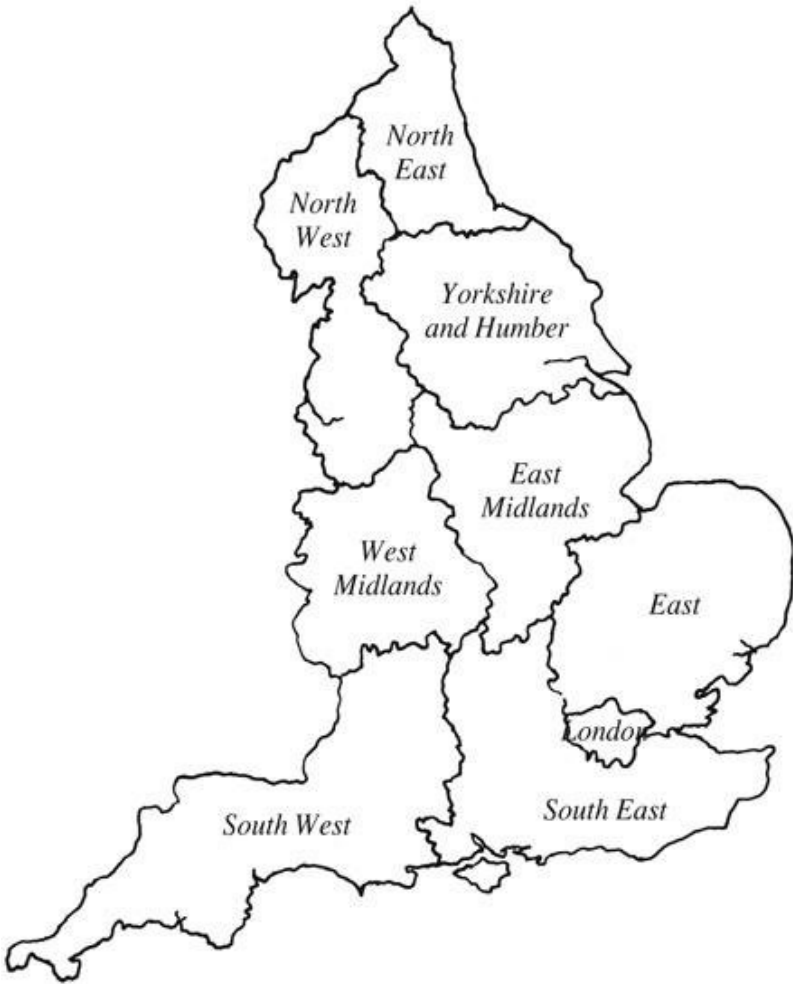 North
East
North
West
Yorkshire
and Humber
East
Midlands
West
Midlands
East
London
South West
South East